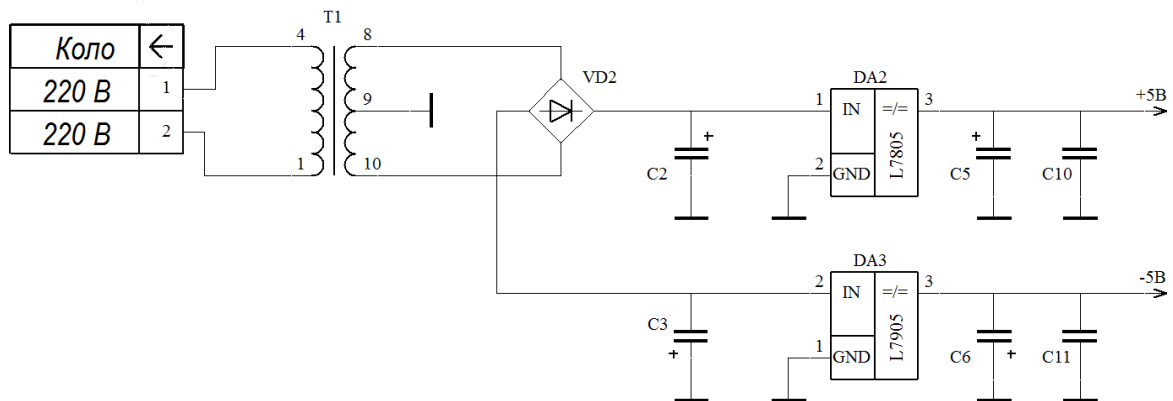 T1
Коло ←
220 В 1
220 В 2
4
1
8
9
10
VD2
DA2
1 IN =/= 3
2 GND L7805
+5В
C2 +
C5 +
C10
DA3
2 IN =/= 3
1 GND L7905
-5В
C3 +
C6 +
C11